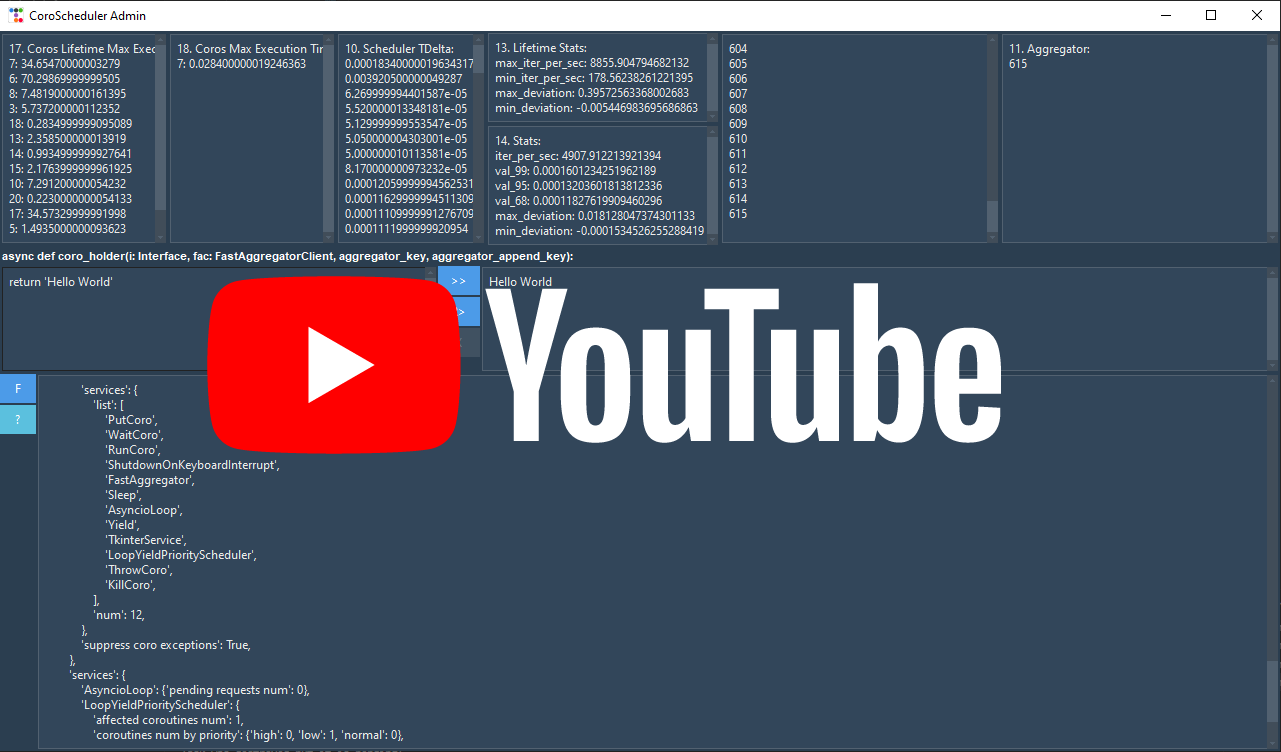 CoroScheduler Admin
17. Coros Lifetime Max Exec
7: 34.65470000003279
6: 70.29869999999505
8: 7.4819000000161395
3: 5.737200000112352
18: 0.2834999999095089
13: 2.358500000013919
14: 0.9934999999927641
15: 2.1763999999961925
10: 7.291200000054232
20: 0.2230000000054133
17: 34.57329999991998
5: 1.4935000000093623
18. Coros Max Execution Tir
7: 0.028400000019246363
10. Scheduler TDelta:
0.00018340000019634317
0.003920500000049287
6.269999994401587e-05
5.520000013348181e-05
5.129999999553547e-05
5.050000004303001e-05
5.000000010113581e-05
8.170000000973232e-05
0.00012059999994562531
0.00011629999994511309
0.00011109999991276709
0.0001111999999920954
13. Lifetime Stats:
max_iter_per_sec: 8855.904794682132
min_iter_per_sec: 178.56238261221395
max_deviation: 0.39572563368002683
min_deviation: -0.005446983695686863
14. Stats:
iter_per_sec: 4907.912213921394
val_99: 0.0001601234251962189
val_95: 0.00013203601813812336
val_68: 0.00011827619909460296
max_deviation: 0.018128047374301133
min_deviation: -0.0001534526255288419
604
605
606
607
608
609
610
611
612
613
614
615
11. Aggregator:
615
async def coro_holder(i: Interface, fac: FastAggregatorClient, aggregator_key, aggregator_append_key):
return 'Hello World'
>>
>
Hello World
YouTube
F
?
'services': {
'list': [
'PutCoro',
'WaitCoro',
'RunCoro',
'ShutdownOnKeyboardInterrupt',
'FastAggregator',
'Sleep',
'AsyncioLoop',
'Yield',
'TkinterService',
'LoopYieldPriorityScheduler',
'ThrowCoro',
'KillCoro',
],
'num': 12,
},
'suppress coro exceptions': True,
},
'services': {
'AsyncioLoop': {'pending requests num': 0},
'LoopYieldPriorityScheduler': {
'affected coroutines num': 1,
'coroutines num by priority': {'high': 0, 'low': 1, 'normal': 0},